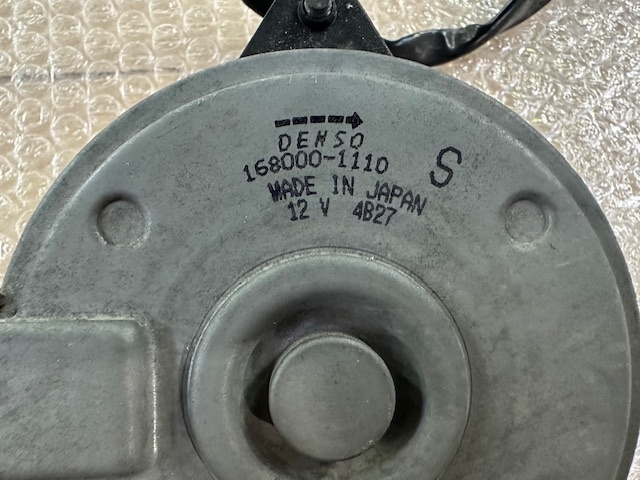 DENSO
168000-1110
S
MADE IN JAPAN
12 V 4B27